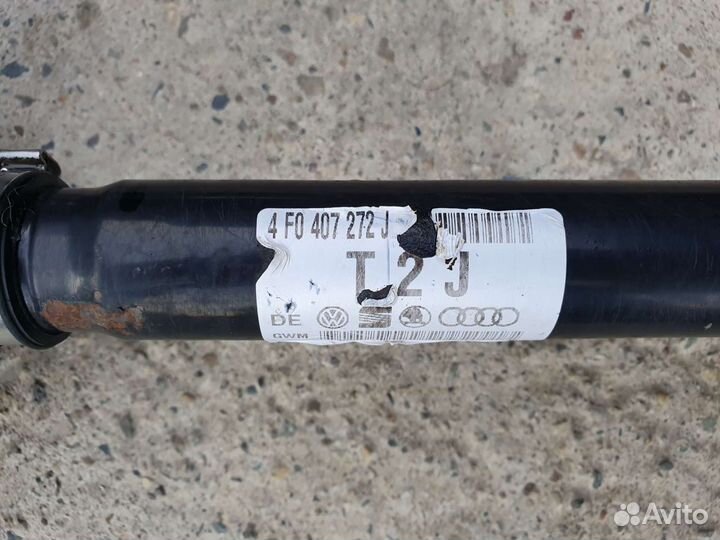 4 F0 407 272 J
T 2 J
DE
GWM
Avito